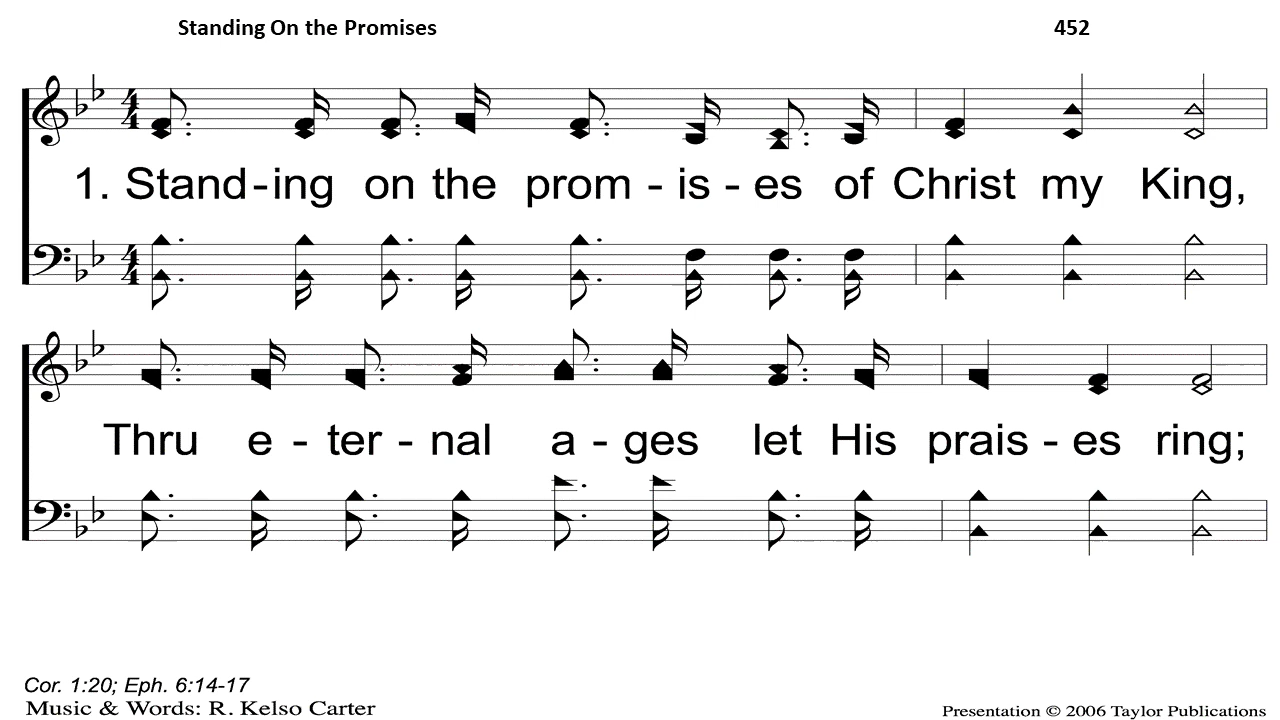 Standing On the Promises 452
1. Stand-ing on the prom - is - es of Christ my King,
Thru e - ter - nal a - ges let His prais - es ring;
Cor. 1:20; Eph. 6:14-17
Music & Words: R. Kelso Carter
Presentation © 2006 Taylor Publications